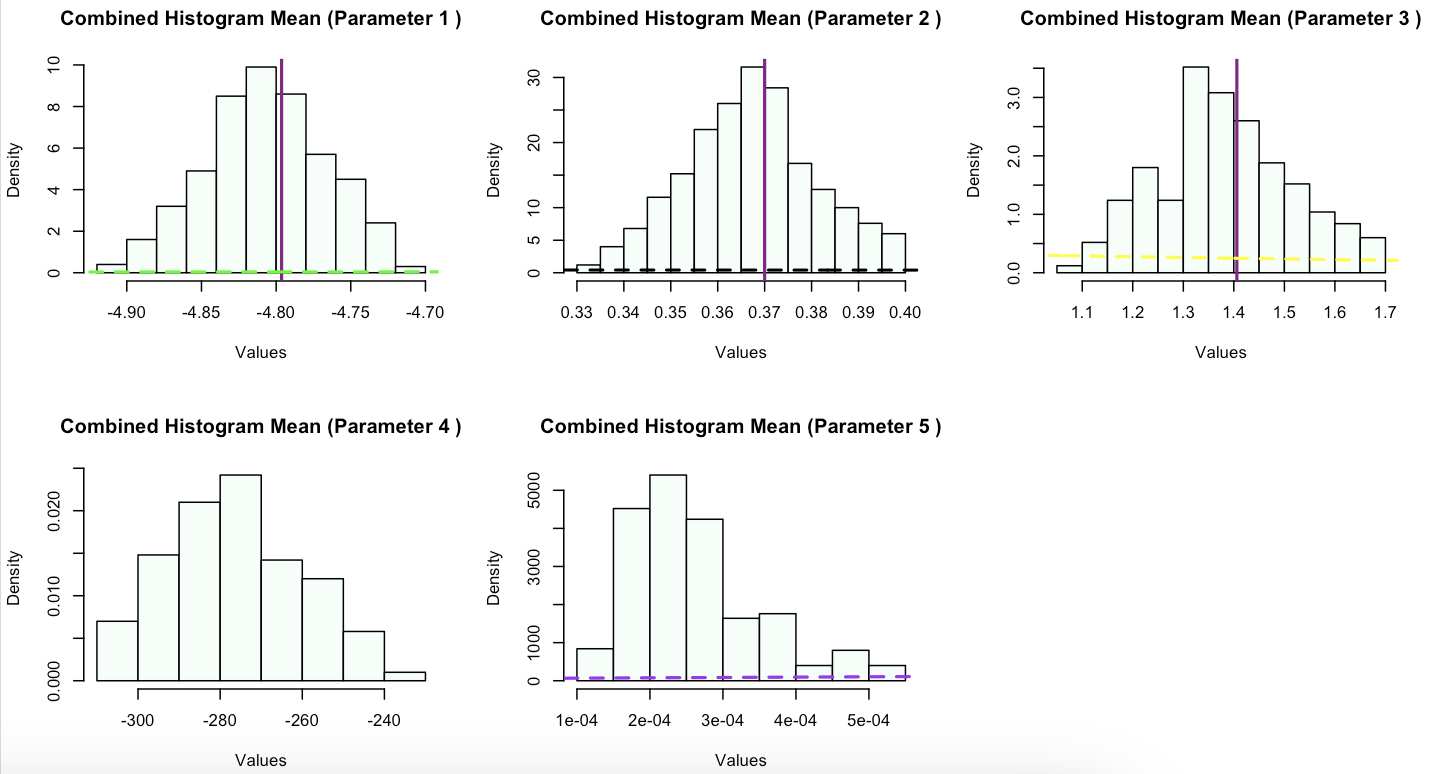 Combined Histogram Mean (Parameter 1 )
Density
0 2 4 6 8 10
-4.90 -4.85 -4.80 -4.75 -4.70
Values
Combined Histogram Mean (Parameter 2 )
Density
0 5 10 20 30
0.33 0.34 0.35 0.36 0.37 0.38 0.39 0.40
Values
Combined Histogram Mean (Parameter 3 )
Density
0.0 1.0 2.0 3.0
1.1 1.2 1.3 1.4 1.5 1.6 1.7
Values
Combined Histogram Mean (Parameter 4 )
Density
0.000 0.010 0.020
-300 -280 -260 -240
Values
Combined Histogram Mean (Parameter 5 )
Density
0 1000 3000 5000
1e-04 2e-04 3e-04 4e-04 5e-04
Values